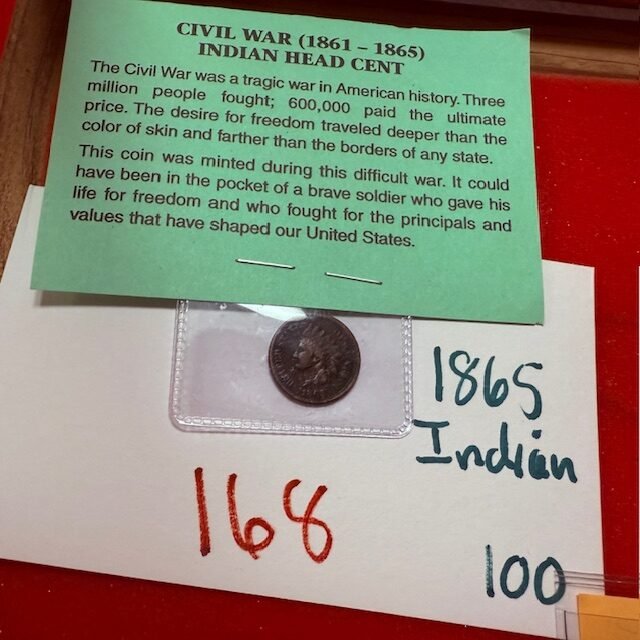 CIVIL WAR (1861 – 1865)
INDIAN HEAD CENT
The Civil War was a tragic war in American history. Three
million people fought; 600,000 paid the ultimate
price. The desire for freedom traveled deeper than the
color of skin and farther than the borders of any state.
This coin was minted during this difficult war. It could
have been in the pocket of a brave soldier who gave his
life for freedom and who fought for the principals and
values that have shaped our United States.
1865
Indian
168
100